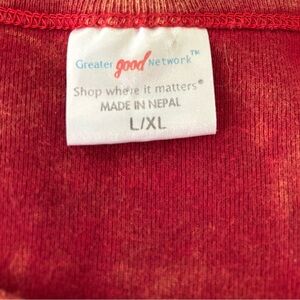 Greater good Network™
Shop where it matters®
MADE IN NEPAL
L/XL